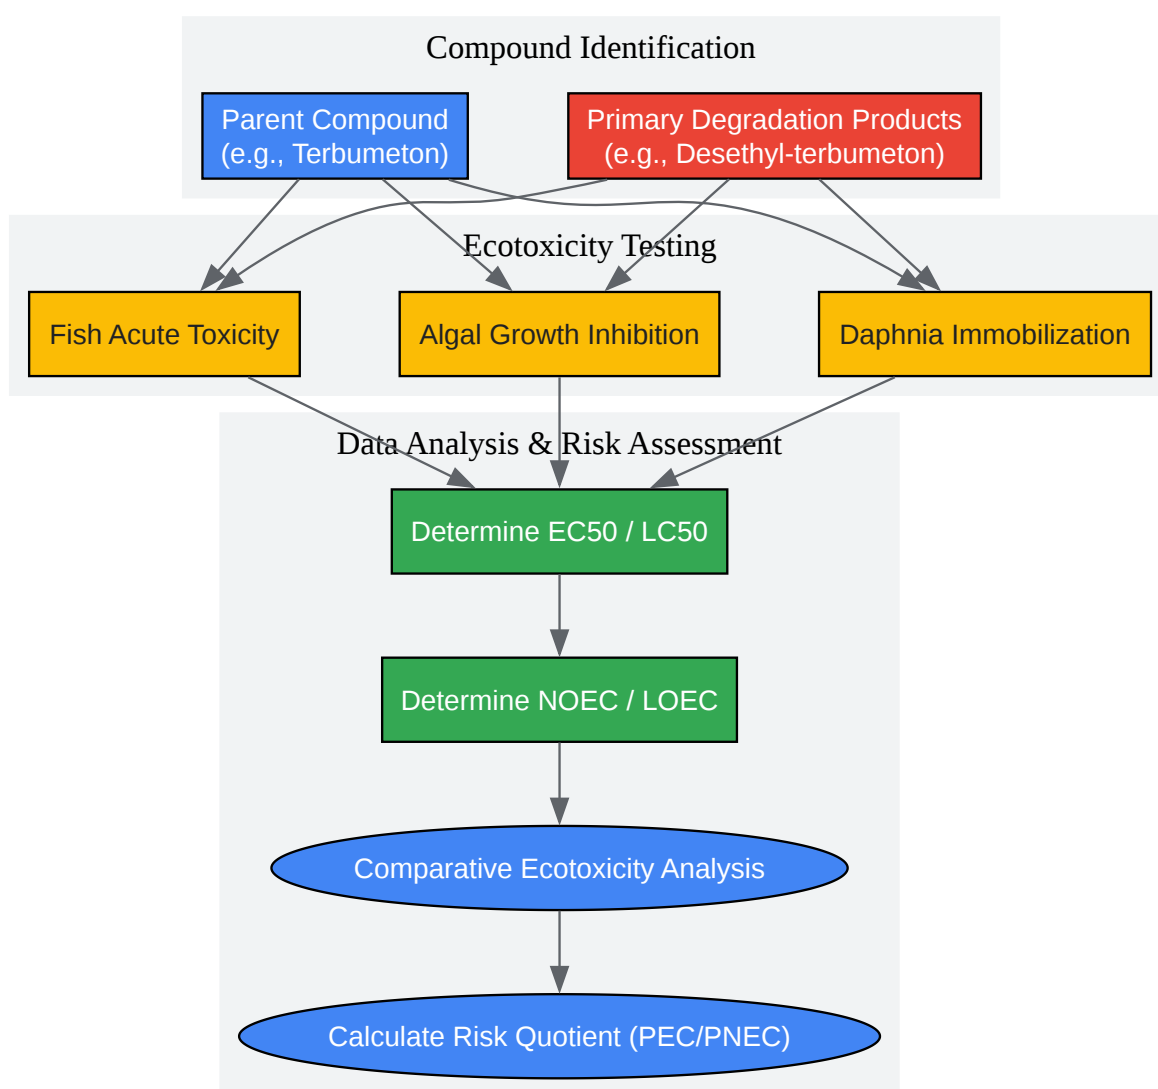 Compound Identification
Parent Compound
(e.g., Terbumeton)
Primary Degradation Products
(e.g., Desethyl-terbumeton)
Ecotoxicity Testing
Fish Acute Toxicity
Algal Growth Inhibition
Daphnia Immobilization
Data Analysis & Risk Assessment
Determine EC50 / LC50
Determine NOEC / LOEC
Comparative Ecotoxicity Analysis
Calculate Risk Quotient (PEC/PNEC)